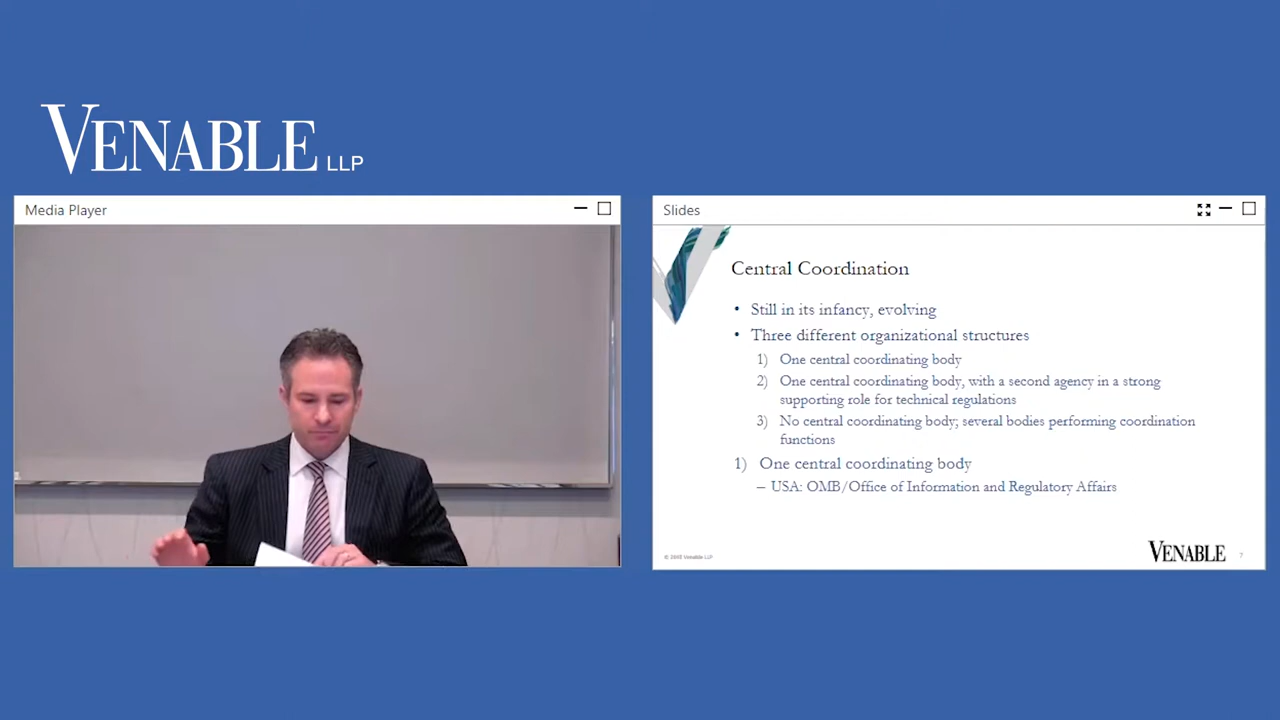 VENABLE LLP
Media Player
Slides
Central Coordination
• Still in its infancy, evolving
• Three different organizational structures
1) One central coordinating body
2) One central coordinating body, with a second agency in a strong
supporting role for technical regulations
3) No central coordinating body; several bodies performing coordination
functions
1) One central coordinating body
– USA: OMB/Office of Information and Regulatory Affairs
VENABLE
7